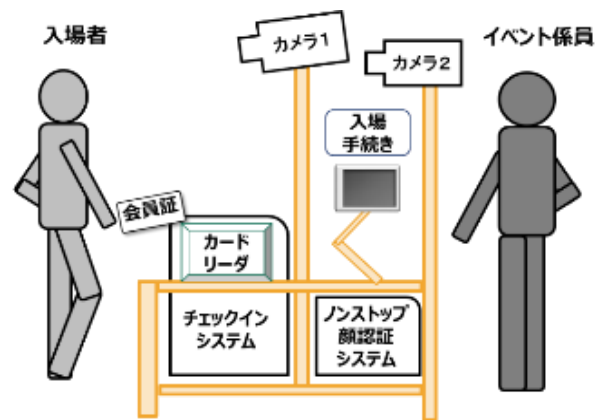 入場者
カメラ1
カメラ2
イベント係員
入場
手続き
会員証
カード
リーダ
チェックイン
システム
ノンストップ
顔認証
システム